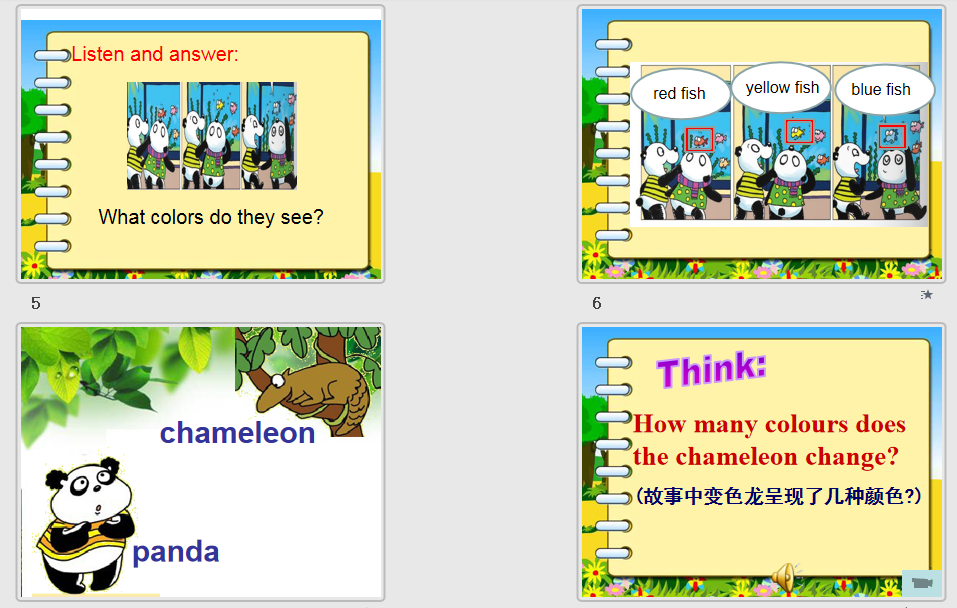 Listen and answer:
What colors do they see?
5
red fish
yellow fish
blue fish
6
chameleon
panda
Think:
How many colours does
the chameleon change?
(故事中变色龙呈现了几种颜色?)